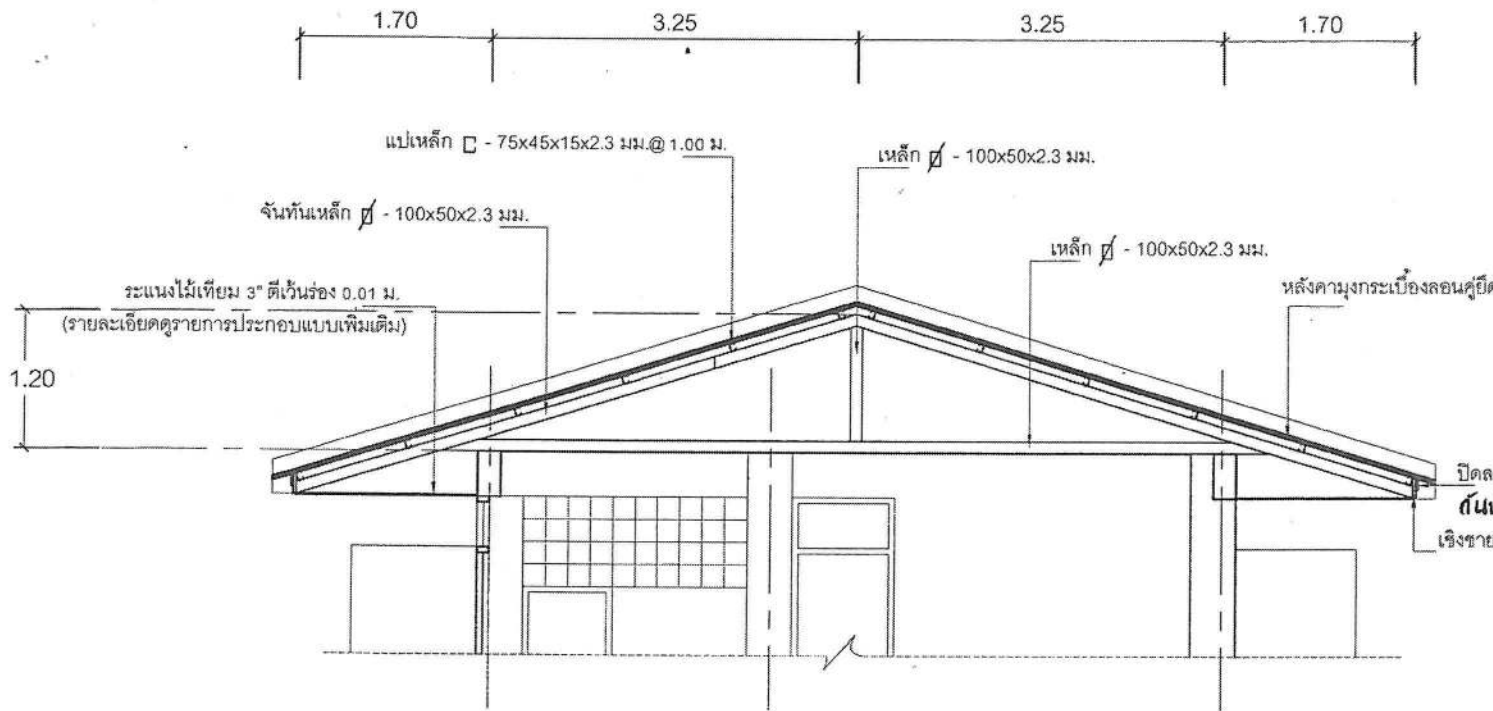 1.70 3.25 3.25 1.70
แปเหล็ก - 75x45x15x2.3 มม.@ 1.00 ม.
เหล็ก - 100x50x2.3 มม.
จันทันเหล็ก - 100x50x2.3 มม.
เหล็ก - 100x50x2.3 มม.
ระแนงไม้เทียม 3" ตีเว้นร่อง 0.01 ม.
(รายละเอียดดูรายการประกอบแบบเพิ่มเติม)
หลังคามุงกระเบื้องลอนคู่ยึด
1.20
ปิดล
เชิงชาย